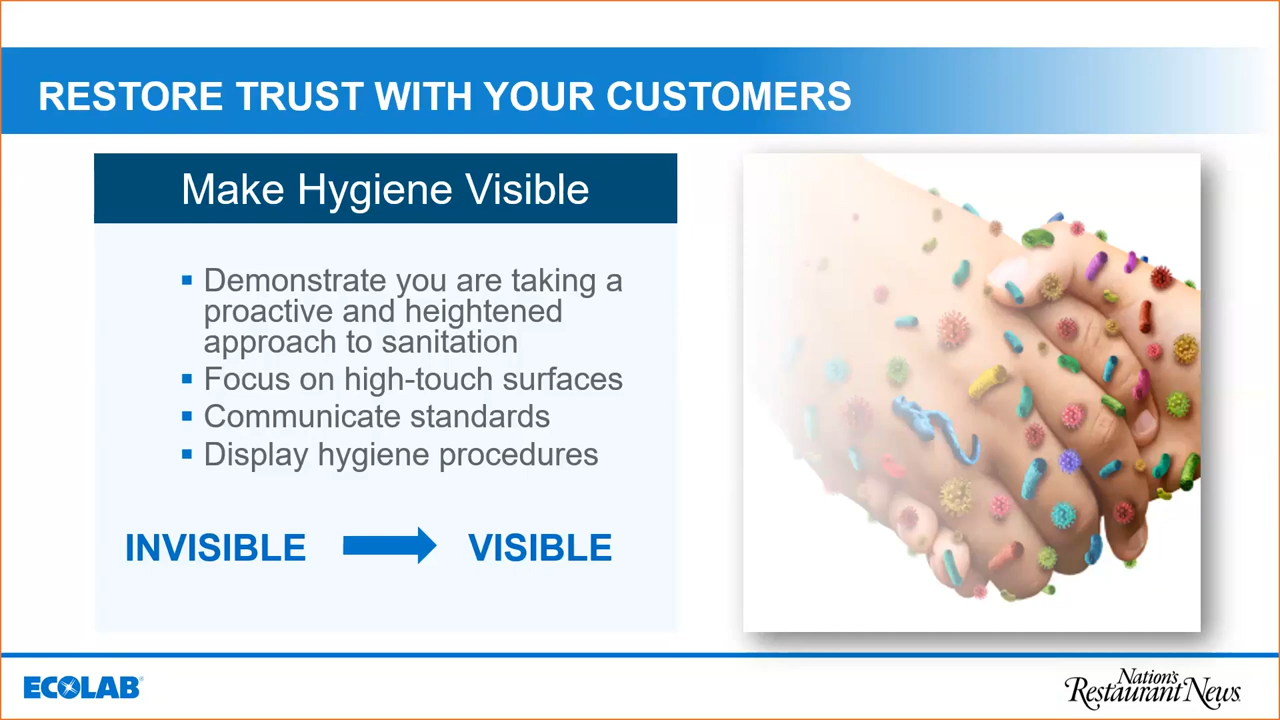 RESTORE TRUST WITH YOUR CUSTOMERS
Make Hygiene Visible
▪ Demonstrate you are taking a
proactive and heightened
approach to sanitation
▪ Focus on high-touch surfaces
▪ Communicate standards
▪ Display hygiene procedures
INVISIBLE VISIBLE
ECOLAB®
Nation's
Restaurant News